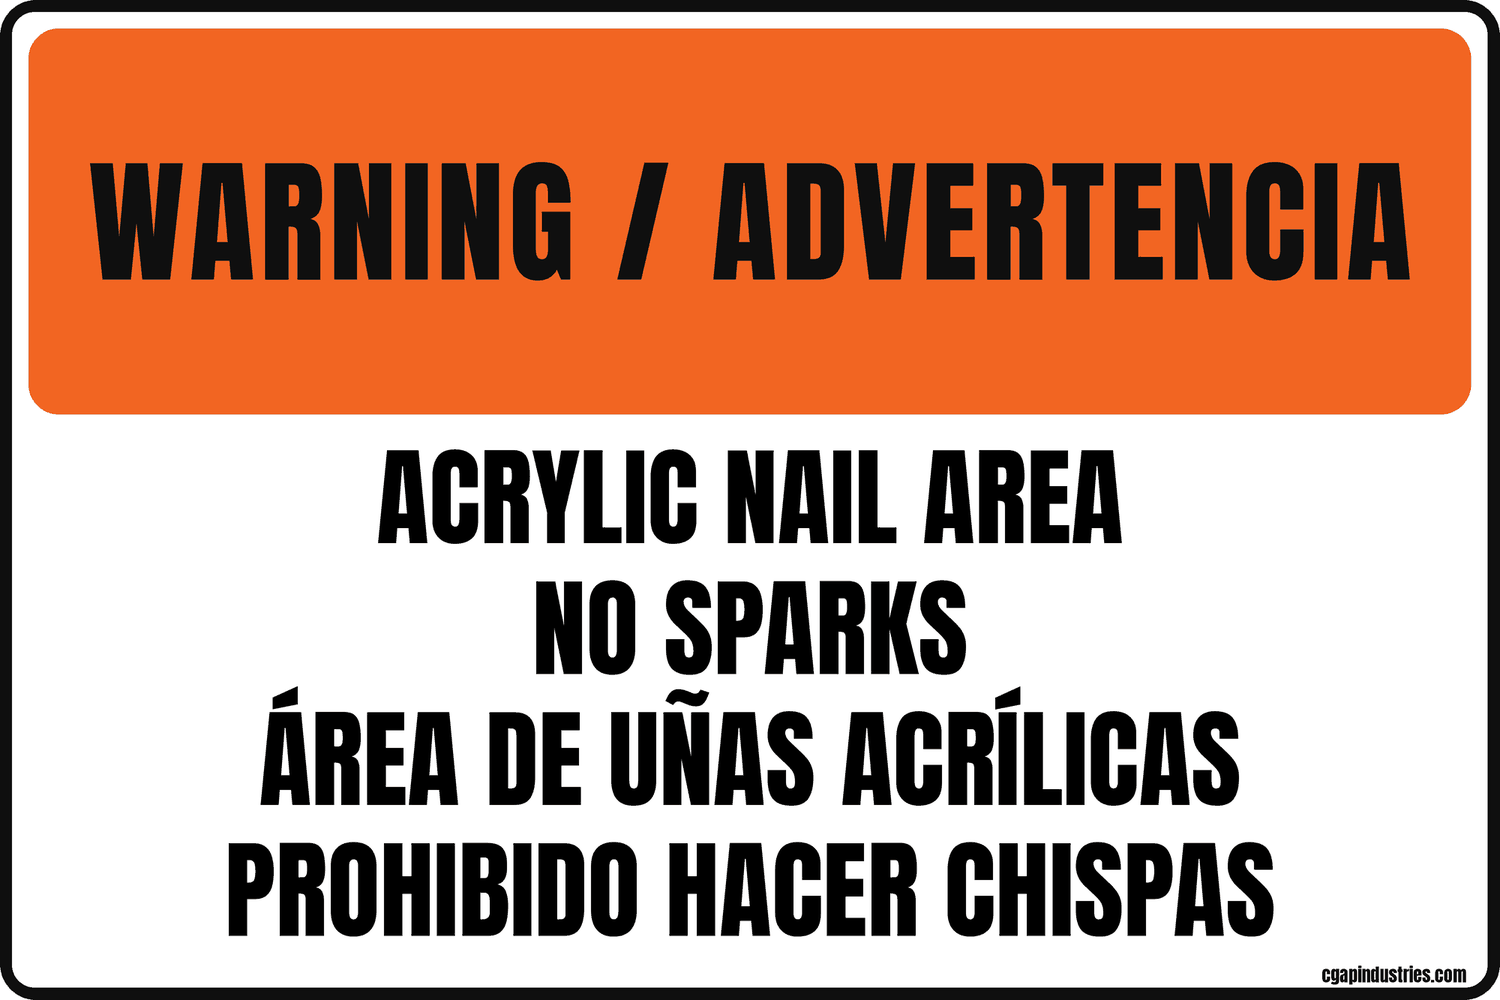 WARNING / ADVERTENCIA
ACRYLIC NAIL AREA
NO SPARKS
ÁREA DE UÑAS ACRÍLICAS
PROHIBIDO HACER CHISPAS
cgapindustries.com